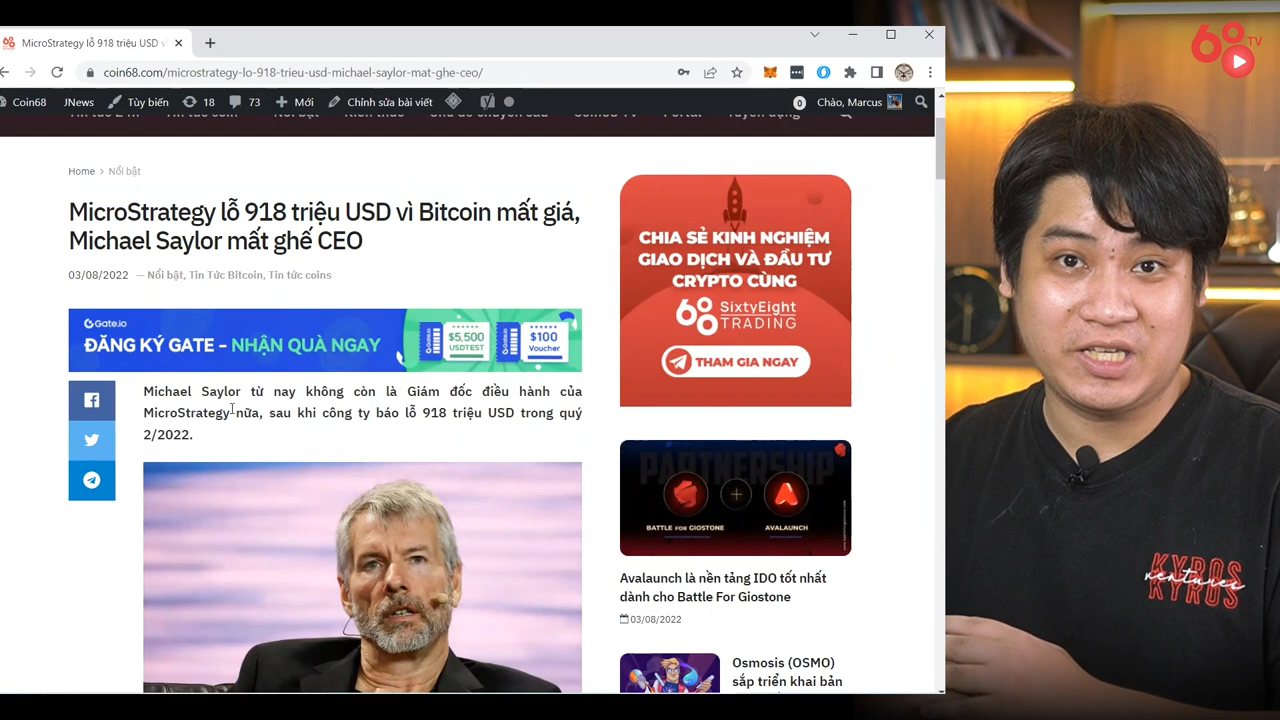 MicroStrategy lỗ 918 triệu USD v
coin68.com/microstrategy-lo-918-trieu-usd-michael-saylor-mat-ghe-ceo/
Coin68
JNews
Tùy biến
18
73
Mới
Chỉnh sửa bài viết
0
Chào, Marcus
Home > Nổi bật
MicroStrategy lỗ 918 triệu USD vì Bitcoin mất giá,
Michael Saylor mất ghế CEO
03/08/2022 — Nổi bật, Tin Tức Bitcoin, Tin tức coins
Gate.io
ĐĂNG KÝ GATE - NHẬN QUÀ NGAY
$5,500
USDTEST
$100
Voucher
Michael Saylor từ nay không còn là Giám đốc điều hành của
MicroStrategy nữa, sau khi công ty báo lỗ 918 triệu USD trong quý
2/2022.
CHIA SẺ KINH NGHIỆM
GIAO DỊCH VÀ ĐẦU TƯ
CRYPTO CÙNG
68 SixtyEight
TRADING
THAM GIA NGAY
PARTNERSHIP
BATTLE FOR GIOSTONE
AVALAUNCH
Avalaunch là nền tảng IDO tốt nhất
dành cho Battle For Giostone
03/08/2022
Osmosis (OSMO)
sắp triển khai bản
68 TV
KYROS
ventures
KYROS